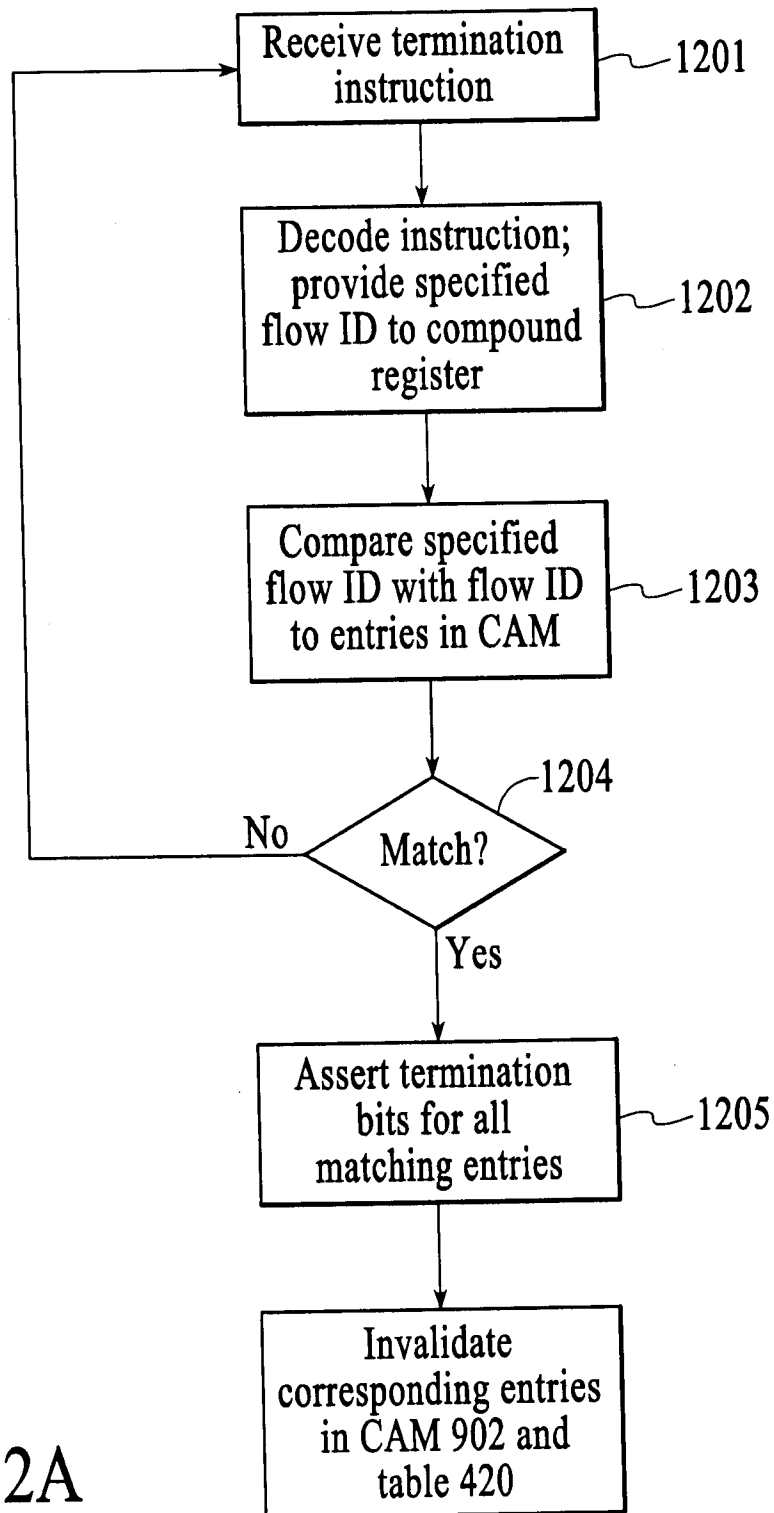 Receive termination
instruction
1201
Decode instruction;
provide specified
flow ID to compound
register
1202
Compare specified
flow ID with flow ID
to entries in CAM
1203
1204
Match?
No
Yes
Assert termination
bits for all
matching entries
1205
Invalidate
corresponding entries
in CAM 902 and
table 420
2A